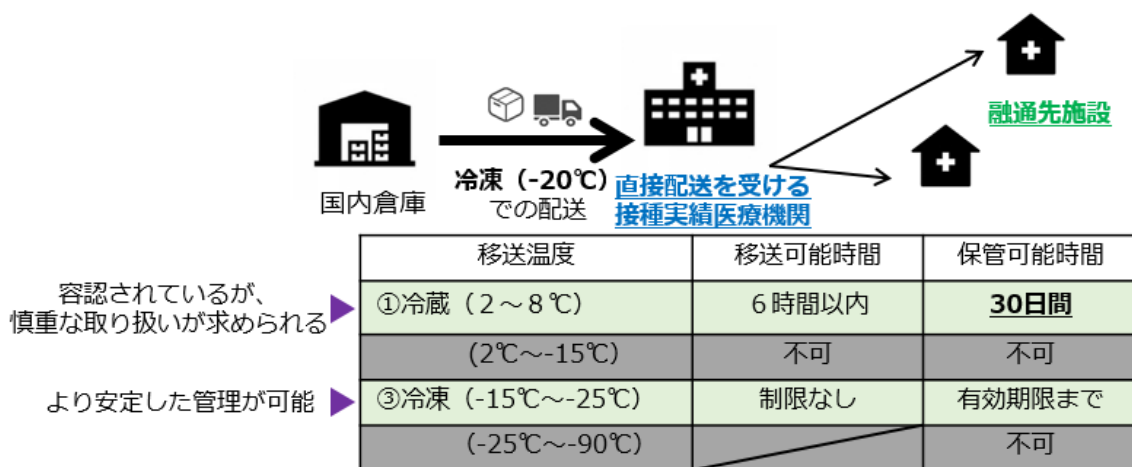 融通先施設
国内倉庫
冷凍（-20℃）
での配送
直接配送を受ける
接種実績医療機関
移送温度 移送可能時間 保管可能時間
容認されているが、
慎重な取り扱いが求められる
①冷蔵（２～８℃） ６時間以内 30日間
(2℃～-15℃) 不可 不可
より安定した管理が可能
③冷凍（-15℃～-25℃） 制限なし 有効期限まで
(-25℃～-90℃) 不可